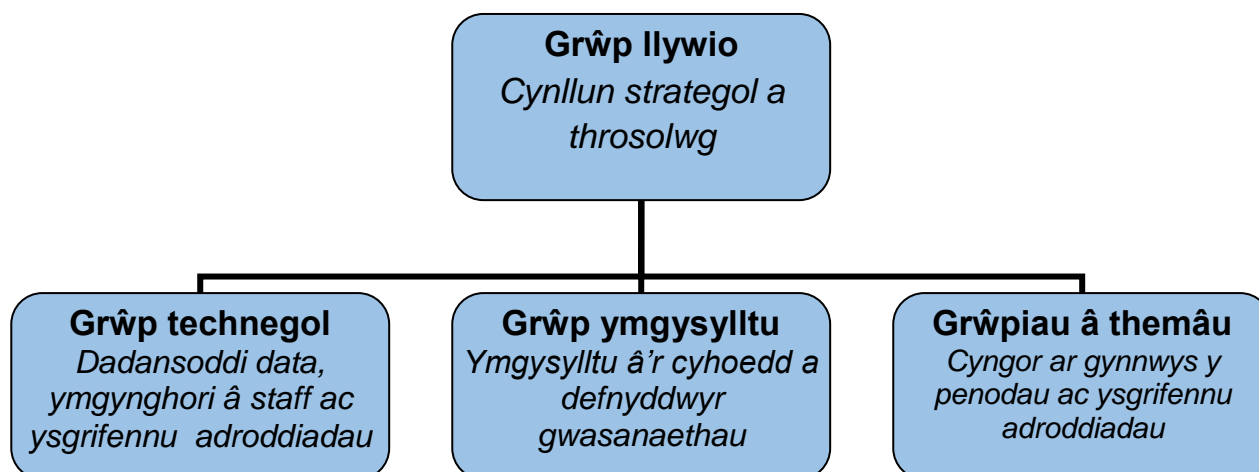 Grŵp llywio
Cynllun strategol a
throsolwg
Grŵp technegol
Dadansoddi data,
ymgynghori â staff ac
ysgrifennu adroddiadau
Grŵp ymgysylltu
Ymgysylltu â’r cyhoedd a
defnyddwyr
gwasanaethau
Grŵpiau â themâu
Cyngor ar gynnwys y
penodau ac ysgrifennu
adroddiadau